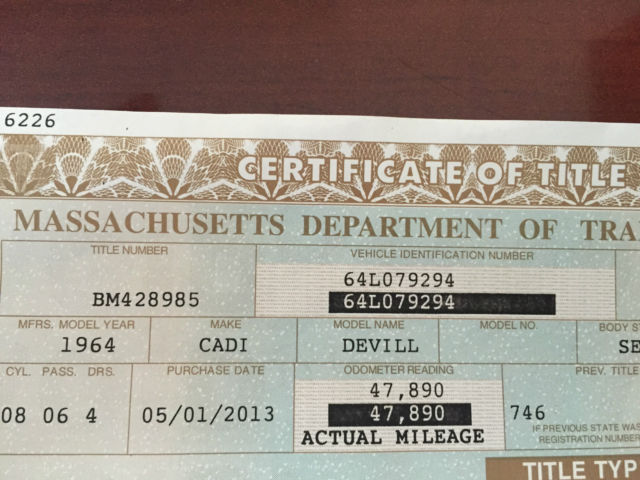 6226
CERTIFICATE OF TITLE
MASSACHUSETTS DEPARTMENT OF TRA
TITLE NUMBER VEHICLE IDENTIFICATION NUMBER
64L079294
BM428985 64L079294
MFRS. MODEL YEAR MAKE MODEL NAME MODEL NO. BODY S
1964 CADI DEVILL SE
CYL. PASS. DRS. PURCHASE DATE ODOMETER READING PREV. TITLE
47,890
08 06 4 05/01/2013 47,890 746
ACTUAL MILEAGE IF PREVIOUS STATE WAS
REGISTRATION NUMBER
TITLE TYP